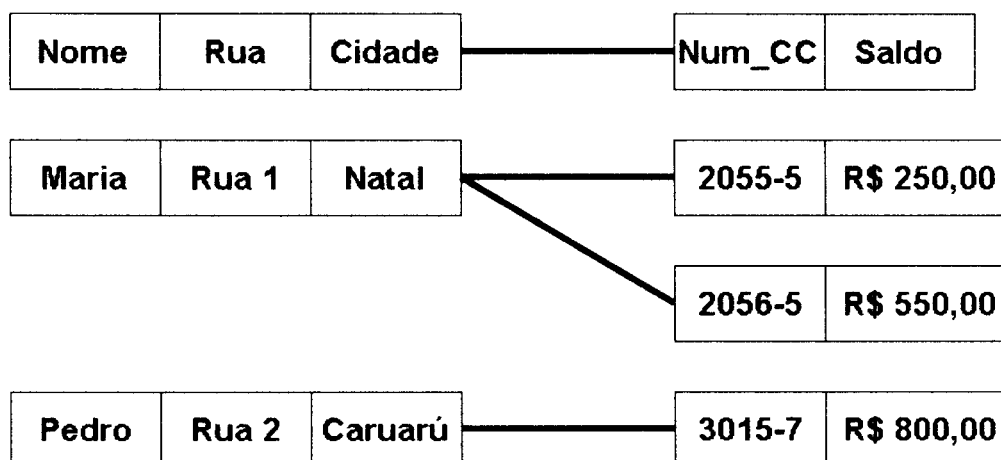 Nome Rua Cidade Num_CC Saldo
Maria Rua 1 Natal 2055-5 R$ 250,00
2056-5 R$ 550,00
Pedro Rua 2 Caruarú 3015-7 R$ 800,00